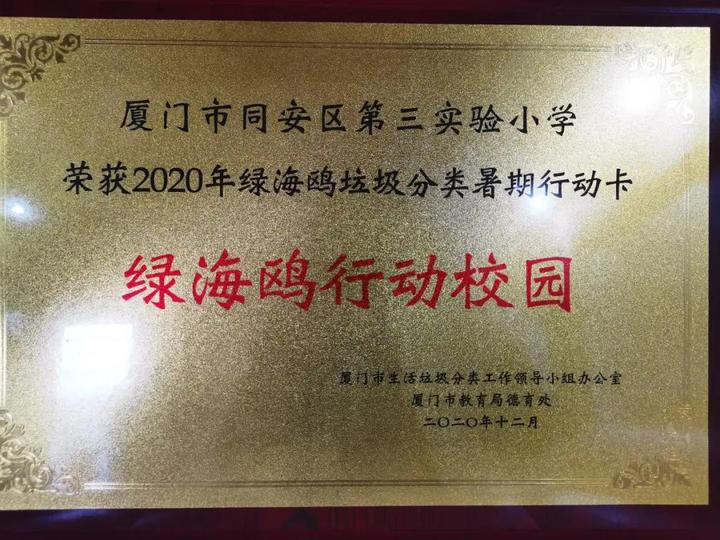 厦门市同安区第三实验小学
荣获2020年绿海鸥垃圾分类暑期行动卡
绿海鸥行动校园
厦门市生活垃圾分类工作领导小组办公室
厦门市教育局德育处
二〇二〇年十二月